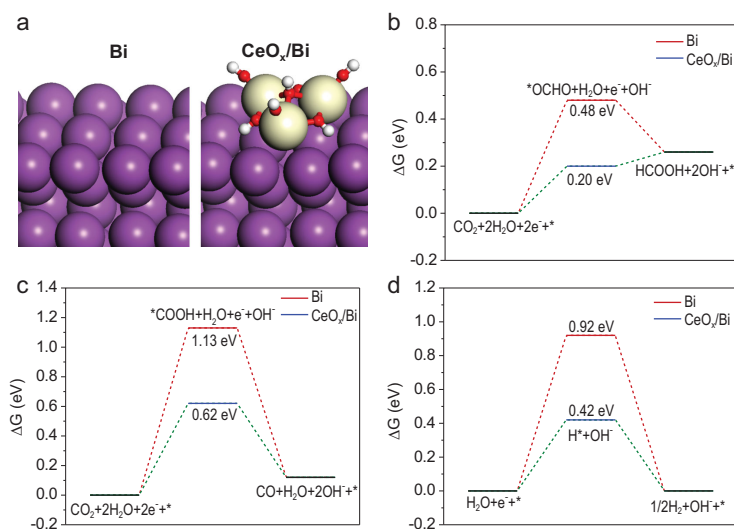 a
Bi
CeOₓ/Bi
b
0.8
0.6
0.4
0.2
0.0
-0.2
ΔG (eV)
Bi
CeOₓ/Bi
*OCHO+H₂O+e⁻+OH⁻
0.48 eV
0.20 eV
HCOOH+2OH⁻+*
CO₂+2H₂O+2e⁻+*
c
1.4
1.2
1.0
0.8
0.6
0.4
0.2
0.0
-0.2
ΔG (eV)
Bi
CeOₓ/Bi
*COOH+H₂O+e⁻+OH⁻
1.13 eV
0.62 eV
CO+H₂O+2OH⁻+*
CO₂+2H₂O+2e⁻+*
d
1.2
1.0
0.8
0.6
0.4
0.2
0.0
-0.2
ΔG (eV)
Bi
CeOₓ/Bi
0.92 eV
0.42 eV
H*+OH⁻
H₂O+e⁻+*
1/2H₂+OH⁻+*